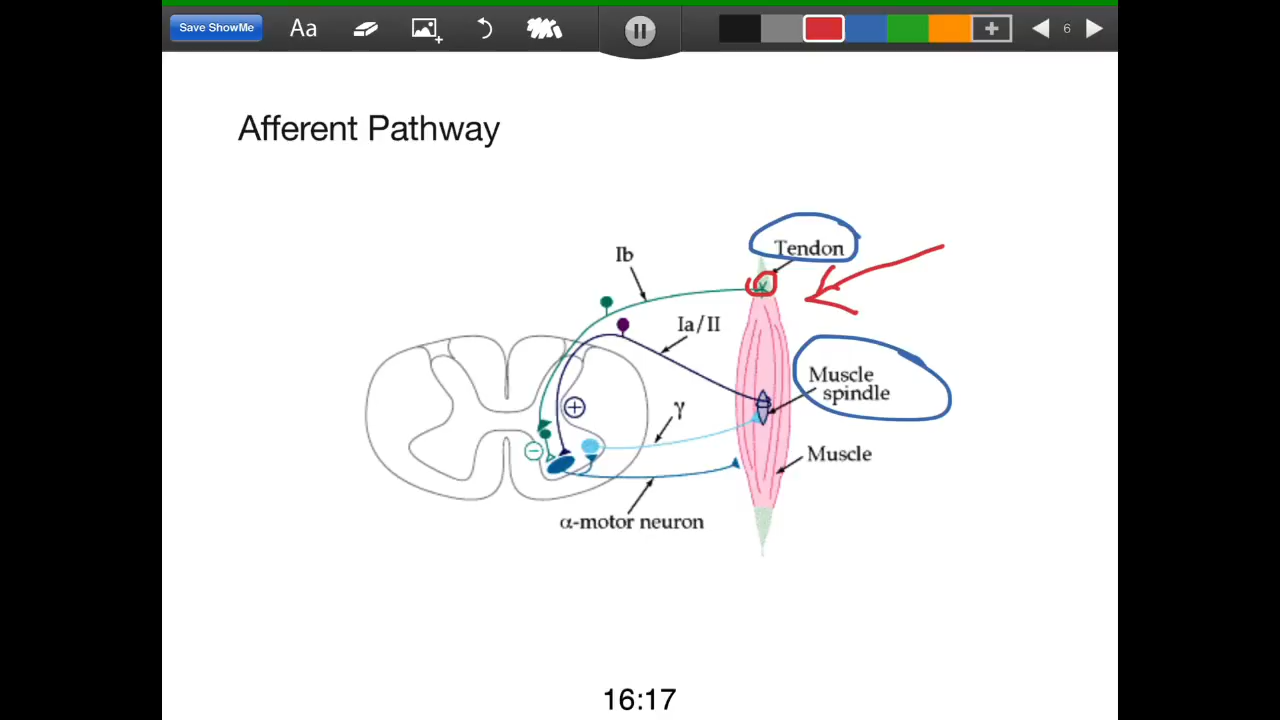 Save ShowMe
Aa
6
Afferent Pathway
Tendon
Ib
Ia/II
Muscle
spindle
γ
+
−
Muscle
α-motor neuron
16:17